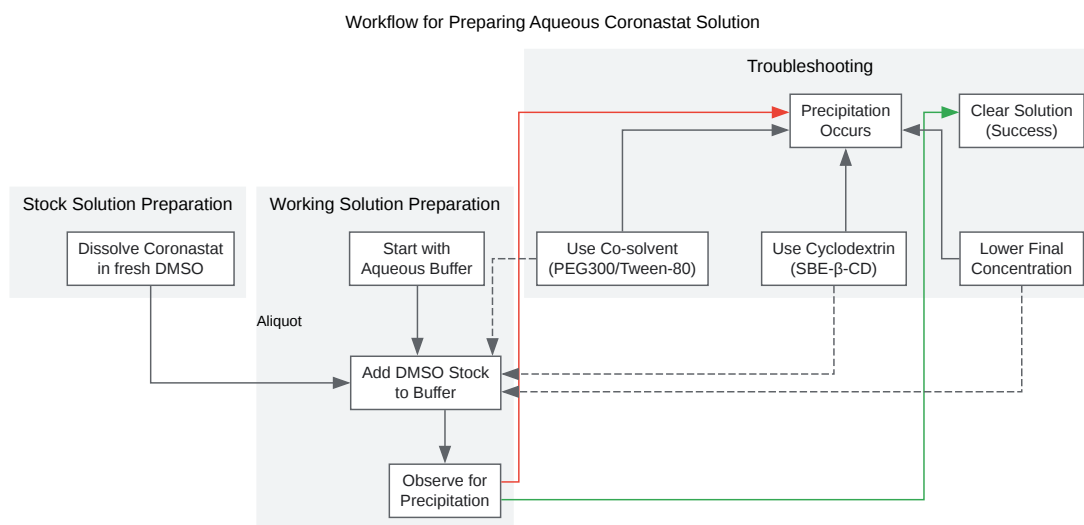 Workflow for Preparing Aqueous Coronastat Solution
Troubleshooting
Precipitation
Occurs
Clear Solution
(Success)
Stock Solution Preparation
Working Solution Preparation
Dissolve Coronastat
in fresh DMSO
Start with
Aqueous Buffer
Use Co-solvent
(PEG300/Tween-80)
Use Cyclodextrin
(SBE-β-CD)
Lower Final
Concentration
Aliquot
Add DMSO Stock
to Buffer
Observe for
Precipitation